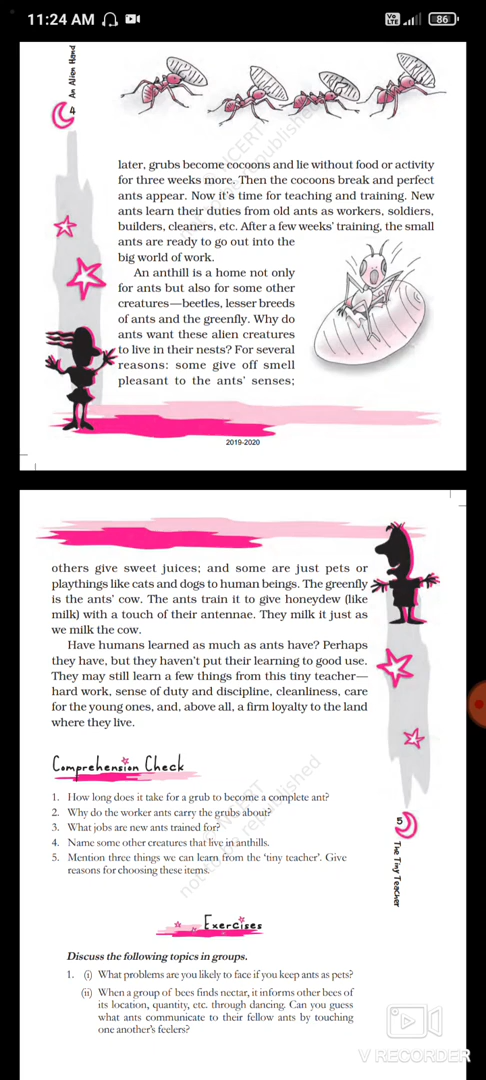 11:24 AM
Vo LTE
86
An Alien Hand
4
later, grubs become cocoons and lie without food or activity
for three weeks more. Then the cocoons break and perfect
ants appear. Now it's time for teaching and training. New
ants learn their duties from old ants as workers, soldiers,
builders, cleaners, etc. After a few weeks' training, the small
ants are ready to go out into the
big world of work.
An anthill is a home not only
for ants but also for some other
creatures—beetles, lesser breeds
of ants and the greenfly. Why do
ants want these alien creatures
to live in their nests? For several
reasons: some give off smell
pleasant to the ants' senses;
2019-2020
others give sweet juices; and some are just pets or
playthings like cats and dogs to human beings. The greenfly
is the ants' cow. The ants train it to give honeydew (like
milk) with a touch of their antennae. They milk it just as
we milk the cow.
Have humans learned as much as ants have? Perhaps
they have, but they haven't put their learning to good use.
They may still learn a few things from this tiny teacher—
hard work, sense of duty and discipline, cleanliness, care
for the young ones, and, above all, a firm loyalty to the land
where they live.
Comprehension Check
1. How long does it take for a grub to become a complete ant?
2. Why do the worker ants carry the grubs about?
3. What jobs are new ants trained for?
4. Name some other creatures that live in anthills.
5. Mention three things we can learn from the 'tiny teacher'. Give
reasons for choosing these items.
5
The Tiny Teacher
Exercises
Discuss the following topics in groups.
1. (i) What problems are you likely to face if you keep ants as pets?
(ii) When a group of bees finds nectar, it informs other bees of
its location, quantity, etc. through dancing. Can you guess
what ants communicate to their fellow ants by touching
one another's feelers?
NCERT
not to be republished
V RECORDER